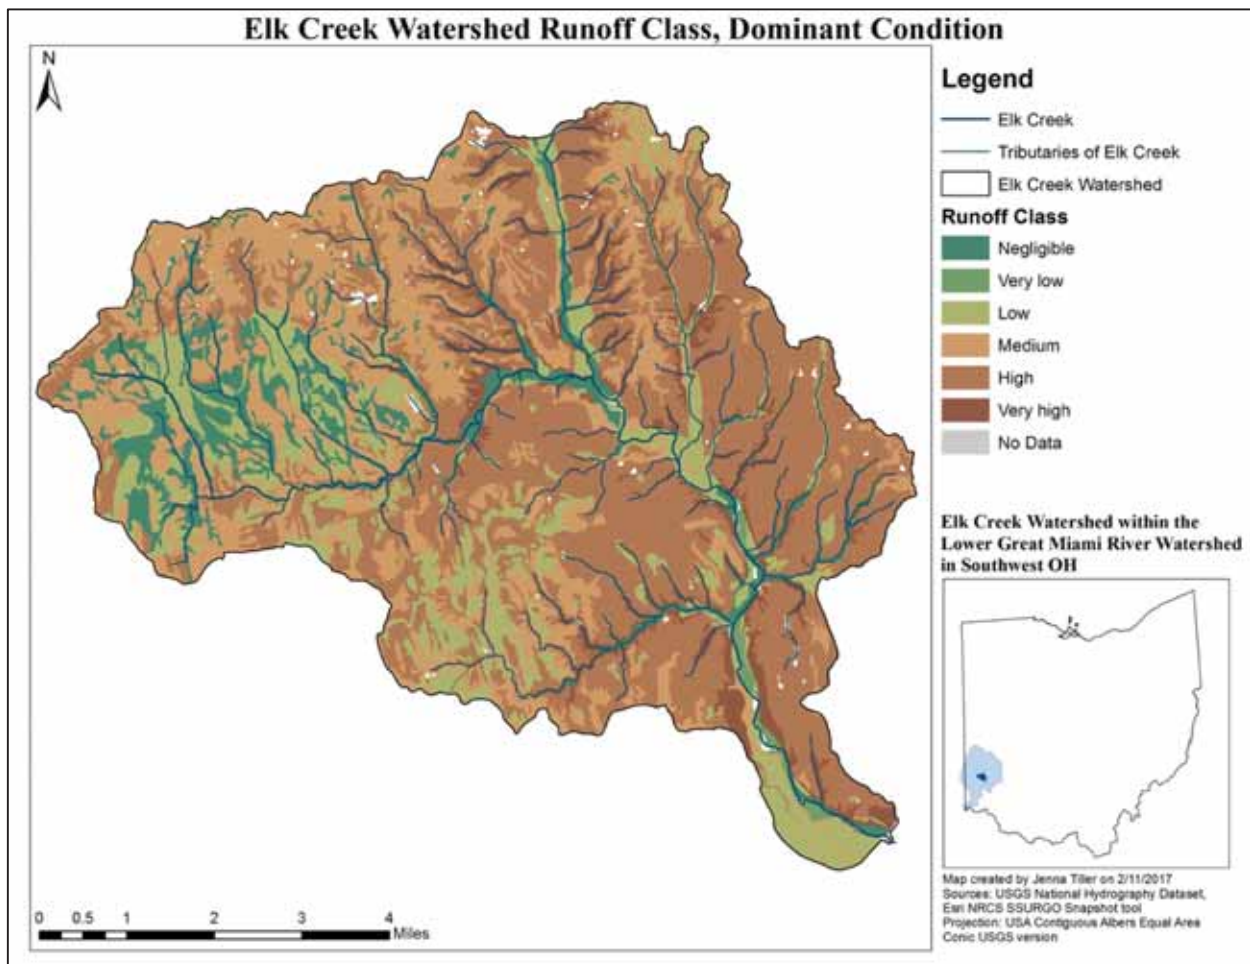 Elk Creek Watershed Runoff Class, Dominant Condition
N
Legend
Elk Creek
Tributaries of Elk Creek
Elk Creek Watershed
Runoff Class
Negligible
Very low
Low
Medium
High
Very high
No Data
Elk Creek Watershed within the
Lower Great Miami River Watershed
in Southwest OH
Map created by Jenna Tiller on 2/11/2017
Sources: USGS National Hydrography Dataset,
Esri NRCS SSURGO Snapshot tool
Projection: USA Contiguous Albers Equal Area
Conic USGS version
0 0.5 1 2 3 4
Miles